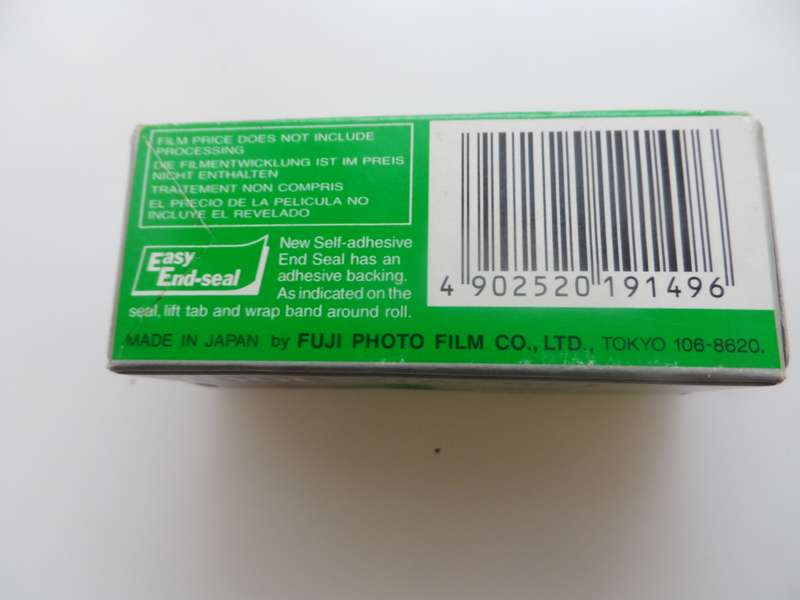 FILM PRICE DOES NOT INCLUDE
PROCESSING
DIE FILMENTWICKLUNG IST IM PREIS
NICHT ENTHALTEN
TRAITEMENT NON COMPRIS
EL PRECIO DE LA PELICULA NO
INCLUYE EL REVELADO
Easy
End-seal
New Self-adhesive
End Seal has an
adhesive backing.
As indicated on the
seal, lift tab and wrap band around roll.
4 902520 191496
MADE IN JAPAN by FUJI PHOTO FILM CO., LTD., TOKYO 106-8620.